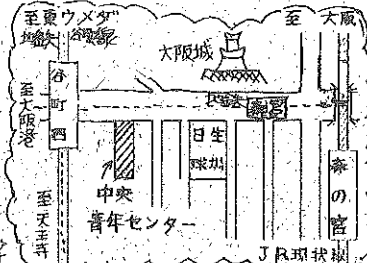 至東ウメダ
至 大阪
大阪城
谷町四
至大阪港
日生
球場
森の宮
中央
青年センター
至天王寺
JR環状線